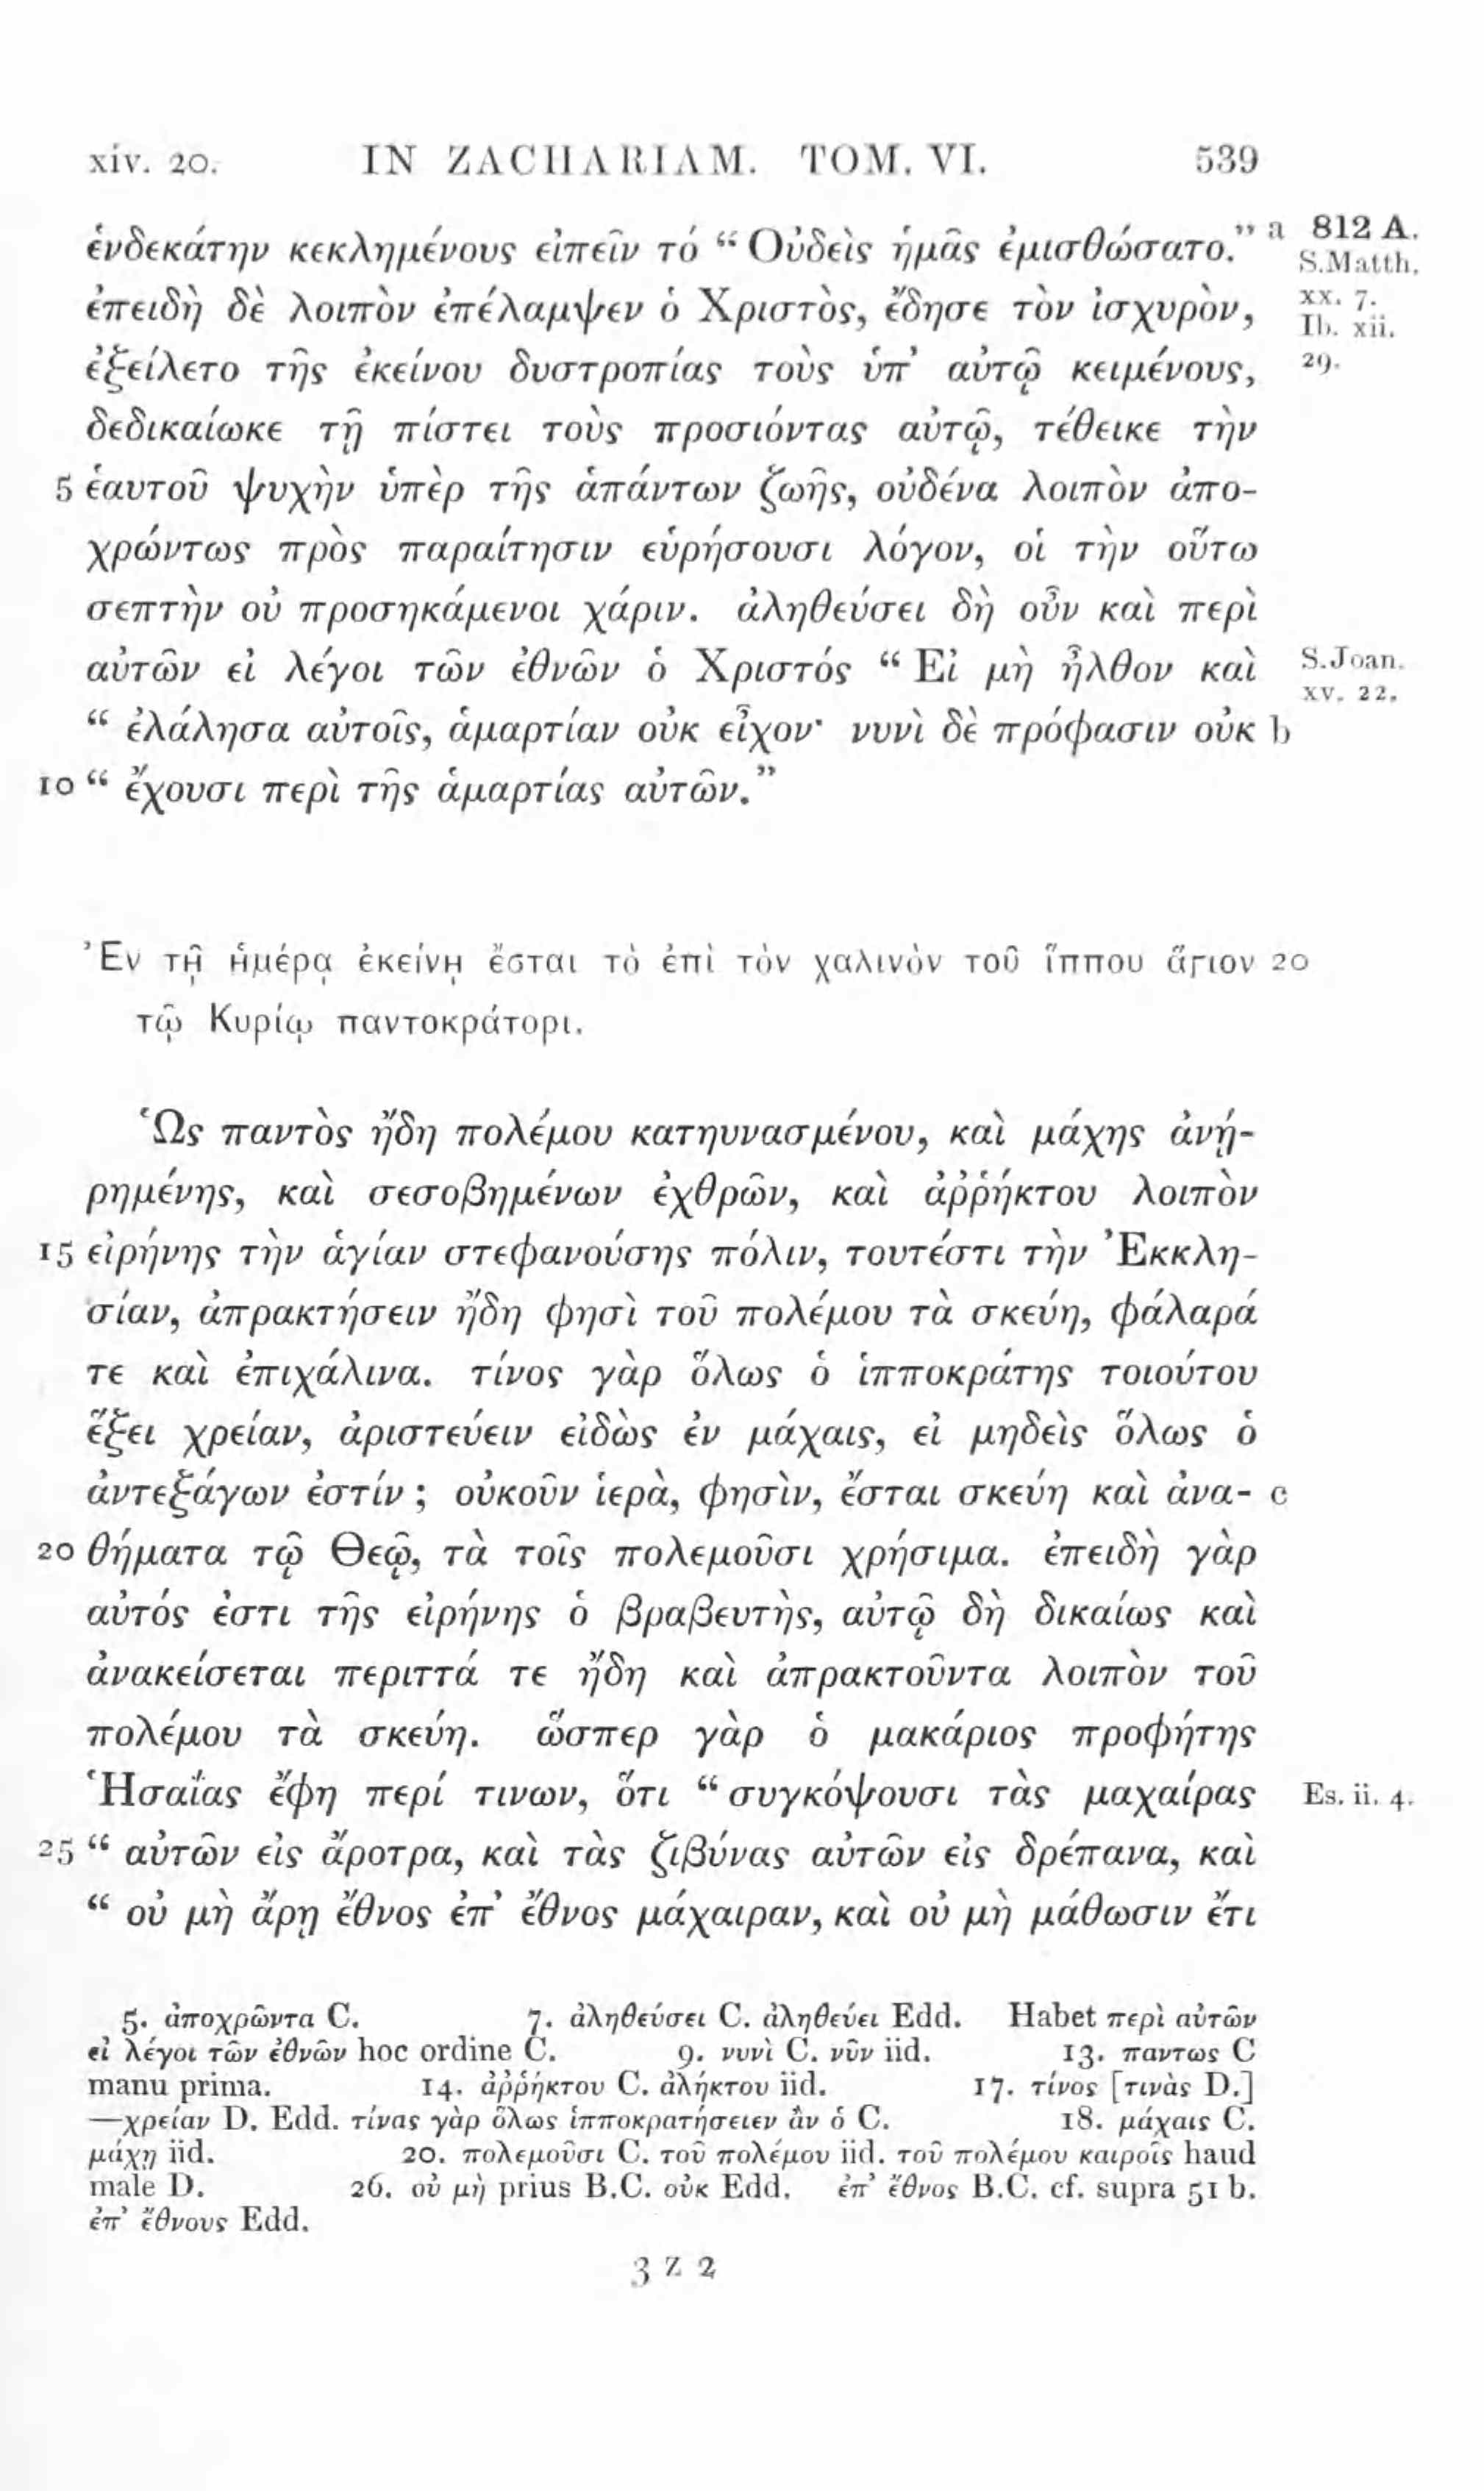 xiv. 20. IN ZACHARIAM. TOM. VI. 539
ἑνδεκάτην κεκλημένους εἰπεῖν τό “ Οὐδεὶς ἡμᾶς ἐμισθώσατο.” a 812 A.
S.Matth.
ἐπειδὴ δὲ λοιπὸν ἐπέλαμψεν ὁ Χριστὸς, ἔδησε τὸν ἰσχυρὸν, xx. 7.
Ib. xii.
ἐξείλετο τῆς ἐκείνου δυστροπίας τοὺς ὑπ’ αὐτῷ κειμένους, 29.
δεδικαίωκε τῇ πίστει τοὺς προσιόντας αὐτῷ, τέθεικε τὴν
5 ἑαυτοῦ ψυχὴν ὑπὲρ τῆς ἁπάντων ζωῆς, οὐδένα λοιπὸν ἀπο-
χρώντως πρὸς παραίτησιν εὑρήσουσι λόγον, οἱ τὴν οὕτω
σεπτὴν οὐ προσηκάμενοι χάριν. ἀληθεύσει δὴ οὖν καὶ περὶ
αὐτῶν εἰ λέγοι τῶν ἐθνῶν ὁ Χριστός “ Εἰ μὴ ἦλθον καὶ S.Joan.
xv. 22.
“ ἐλάλησα αὐτοῖς, ἁμαρτίαν οὐκ εἶχον· νυνὶ δὲ πρόφασιν οὐκ b
10 “ ἔχουσι περὶ τῆς ἁμαρτίας αὐτῶν.”
Ἐν τῇ ἡμέρᾳ ἐκείνῃ ἔσται τὸ ἐπὶ τὸν χαλινὸν τοῦ ἵππου ἅγιον 20
τῷ Κυρίῳ παντοκράτορι.
Ὡς παντὸς ἤδη πολέμου κατηυνασμένου, καὶ μάχης ἀνῃ-
ρημένης, καὶ σεσοβημένων ἐχθρῶν, καὶ ἀῤῥήκτου λοιπὸν
15 εἰρήνης τὴν ἁγίαν στεφανούσης πόλιν, τουτέστι τὴν Ἐκκλη-
σίαν, ἀπρακτήσειν ἤδη φησὶ τοῦ πολέμου τὰ σκεύη, φάλαρά
τε καὶ ἐπιχάλινα. τίνος γὰρ ὅλως ὁ ἱπποκράτης τοιούτου
ἕξει χρείαν, ἀριστεύειν εἰδὼς ἐν μάχαις, εἰ μηδεὶς ὅλως ὁ
ἀντεξάγων ἐστίν ; οὐκοῦν ἱερὰ, φησὶν, ἔσται σκεύη καὶ ἀνα- c
20 θήματα τῷ Θεῷ, τὰ τοῖς πολεμοῦσι χρήσιμα. ἐπειδὴ γὰρ
αὐτός ἐστι τῆς εἰρήνης ὁ βραβευτὴς, αὐτῷ δὴ δικαίως καὶ
ἀνακείσεται περιττά τε ἤδη καὶ ἀπρακτοῦντα λοιπὸν τοῦ
πολέμου τὰ σκεύη. ὥσπερ γὰρ ὁ μακάριος προφήτης
Ἡσαΐας ἔφη περί τινων, ὅτι “ συγκόψουσι τὰς μαχαίρας Es. ii. 4.
25 “ αὐτῶν εἰς ἄροτρα, καὶ τὰς ζιβύνας αὐτῶν εἰς δρέπανα, καὶ
“ οὐ μὴ ἄρῃ ἔθνος ἐπ’ ἔθνος μάχαιραν, καὶ οὐ μὴ μάθωσιν ἔτι
5. ἀποχρῶντα C. 7. ἀληθεύσει C. ἀληθεύει Edd. Habet περὶ αὐτῶν
εἰ λέγοι τῶν ἐθνῶν hoc ordine C. 9. νυνὶ C. νῦν iid. 13. παντως C
manu prima. 14. ἀῤῥήκτου C. ἀλήκτου iid. 17. τίνος [τινὰς D.]
—χρείαν D. Edd. τίνας γὰρ ὅλως ἱπποκρατήσειεν ἂν ὁ C. 18. μάχαις C.
μάχῃ iid. 20. πολεμοῦσι C. τοῦ πολέμου iid. τοῦ πολέμου καιροῖς haud
male D. 26. οὐ μὴ prius B.C. οὐκ Edd. ἐπ’ ἔθνος B.C. cf. supra 51 b.
ἐπ’ ἔθνους Edd.
3 Z 2